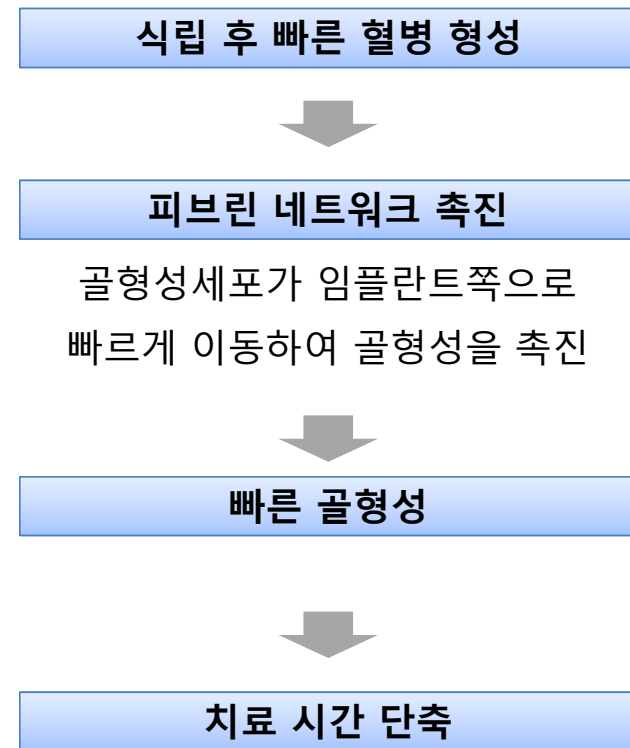 식립 후 빠른 혈병 형성
피브린 네트워크 촉진
골형성세포가 임플란트쪽으로
빠르게 이동하여 골형성을 촉진
빠른 골형성
치료 시간 단축